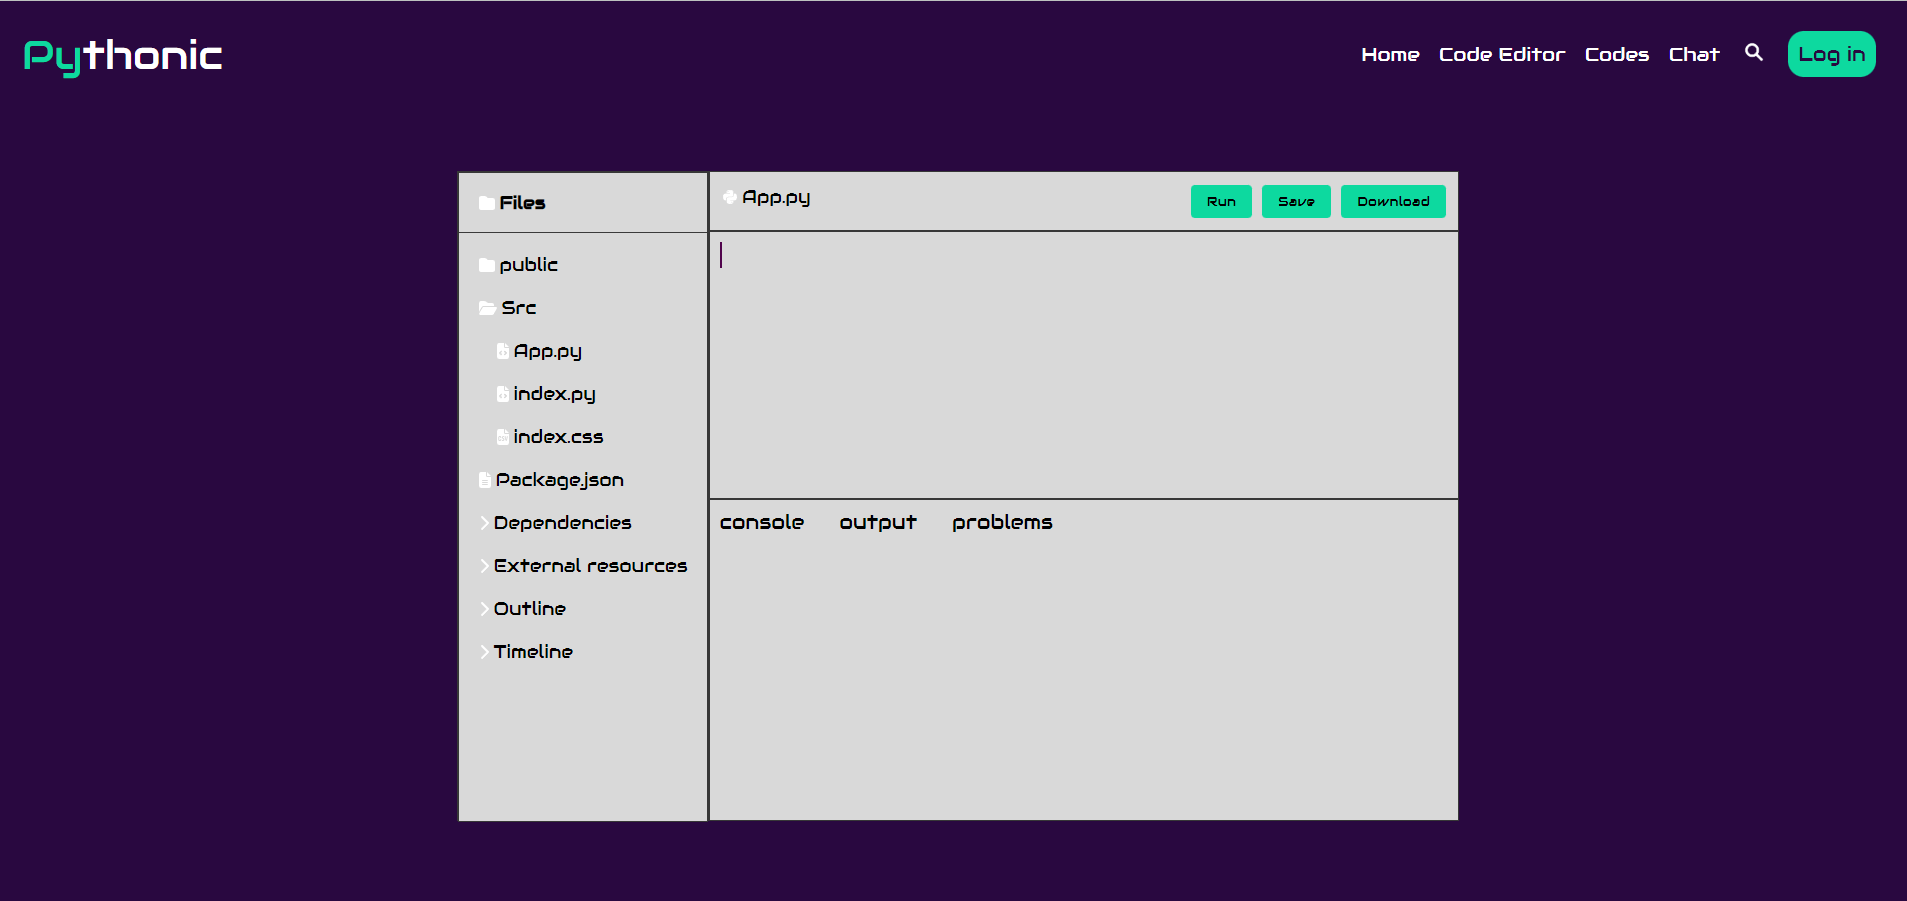 Pythonic
Home Code Editor Codes Chat Log in
Files
public
Src
App.py
index.py
index.css
Package.json
Dependencies
External resources
Outline
Timeline
App.py
Run Save Download
console output problems